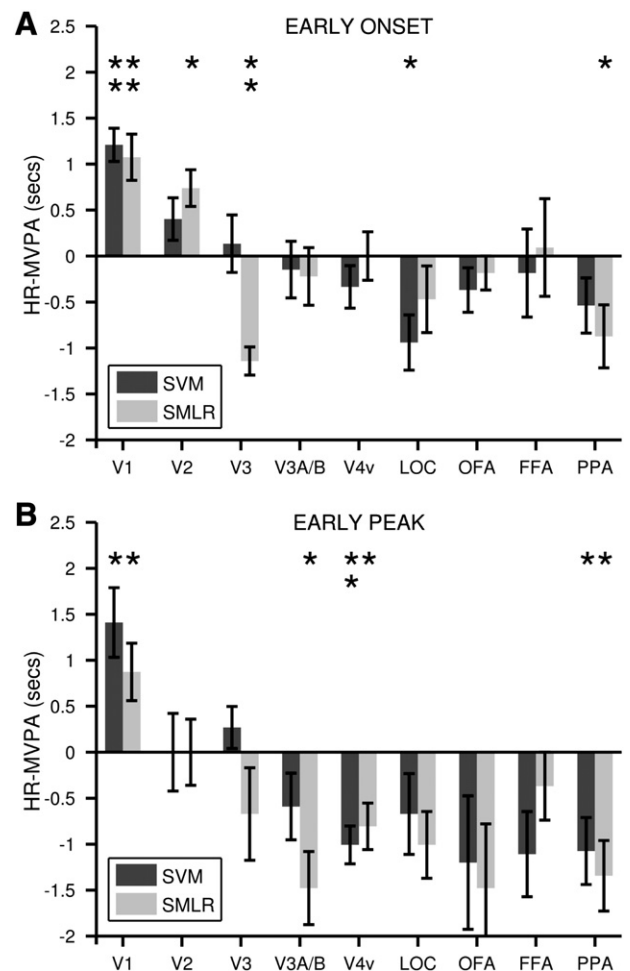 A
EARLY ONSET
HR-MVPA (secs)
2.5
2
1.5
1
0.5
0
-0.5
-1
-1.5
-2
** * * * *
** *
SVM
SMLR
V1 V2 V3 V3A/B V4v LOC OFA FFA PPA
B
EARLY PEAK
HR-MVPA (secs)
2.5
2
1.5
1
0.5
0
-0.5
-1
-1.5
-2
** * ** **
*
SVM
SMLR
V1 V2 V3 V3A/B V4v LOC OFA FFA PPA